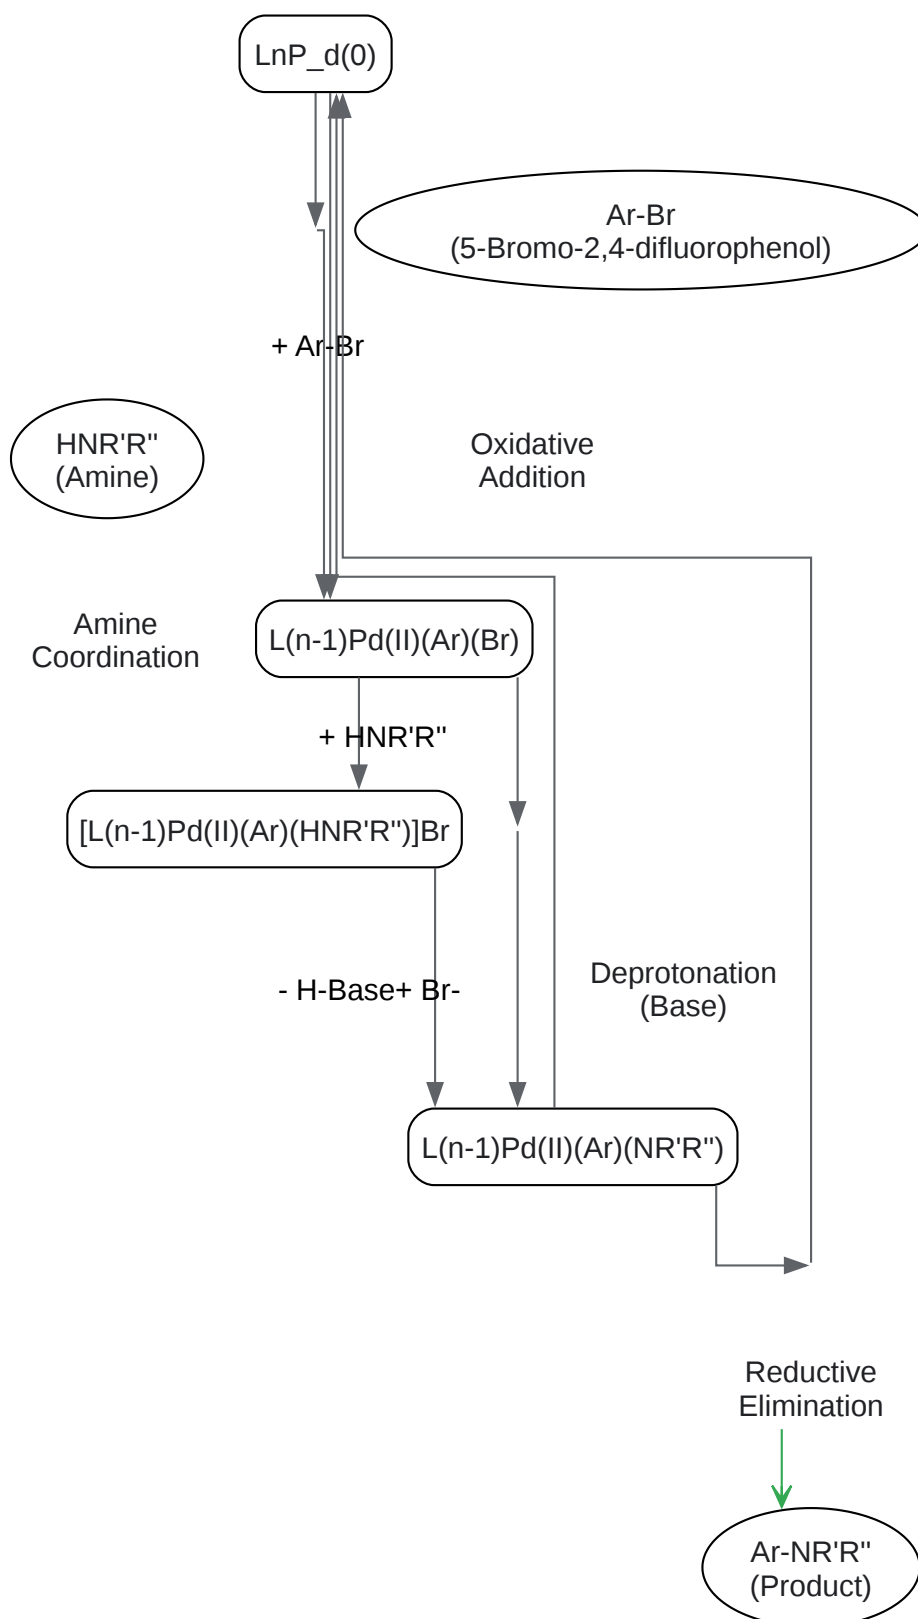 LnP_d(0)
Ar-Br
(5-Bromo-2,4-difluorophenol)
+ Ar-Br
HNR'R"
(Amine)
Oxidative
Addition
Amine
Coordination
L(n-1)Pd(II)(Ar)(Br)
+ HNR'R"
[L(n-1)Pd(II)(Ar)(HNR'R")]Br
- H-Base+ Br-
Deprotonation
(Base)
L(n-1)Pd(II)(Ar)(NR'R")
Reductive
Elimination
Ar-NR'R"
(Product)